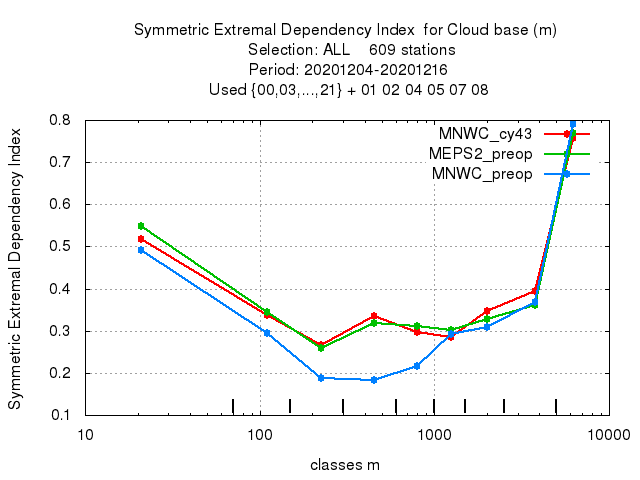 Symmetric Extremal Dependency Index  for Cloud base (m)
Selection: ALL    609 stations
Period: 20201204-20201216
Used {00,03,...,21} + 01 02 04 05 07 08
Symmetric Extremal Dependency Index
0.8
0.7
0.6
0.5
0.4
0.3
0.2
0.1
MNWC_cy43
MEPS2_preop
MNWC_preop
10 100 1000 10000
classes m